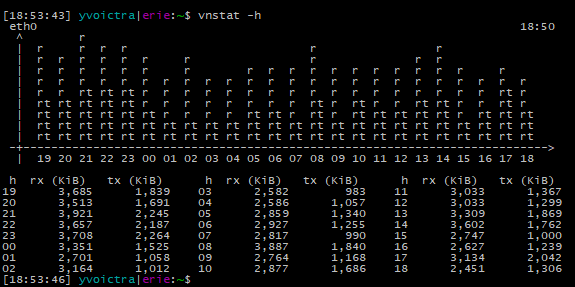 [18:53:43] yvoictra|erie:~$ vnstat -h
eth0 18:50
^ r
| r r r r r r
| r r r r r r r r r r
| r r r r r r r r r r r r r r r r r r
| r r r r r r r r r r r r r r r r r r r r r r r r
| r r rt rt rt r r r r r r r r r r r r r r r r r rt r
| rt rt rt rt rt r r r r r r r r rt r rt r r rt rt r r rt r
| rt rt rt rt rt rt r r r r rt rt r rt r rt rt rt rt rt r rt rt rt
| rt rt rt rt rt rt rt rt rt rt rt rt rt rt rt rt rt rt rt rt rt rt rt rt
| rt rt rt rt rt rt rt rt rt rt rt rt rt rt rt rt rt rt rt rt rt rt rt rt
-+--------------------------------------------------------------------------->
| 19 20 21 22 23 00 01 02 03 04 05 06 07 08 09 10 11 12 13 14 15 16 17 18
h rx (KiB) tx (KiB) h rx (KiB) tx (KiB) h rx (KiB) tx (KiB)
19 3,685 1,839 03 2,582 983 11 3,033 1,367
20 3,513 1,691 04 2,586 1,057 12 3,033 1,299
21 3,921 2,245 05 2,859 1,340 13 3,309 1,869
22 3,657 2,187 06 2,927 1,255 14 3,602 1,762
23 3,708 2,264 07 2,817 990 15 2,747 1,000
00 3,351 1,525 08 3,887 1,840 16 2,627 1,239
01 2,701 1,058 09 2,764 1,168 17 3,134 2,042
02 3,164 1,012 10 2,877 1,686 18 2,451 1,306
[18:53:46] yvoictra|erie:~$